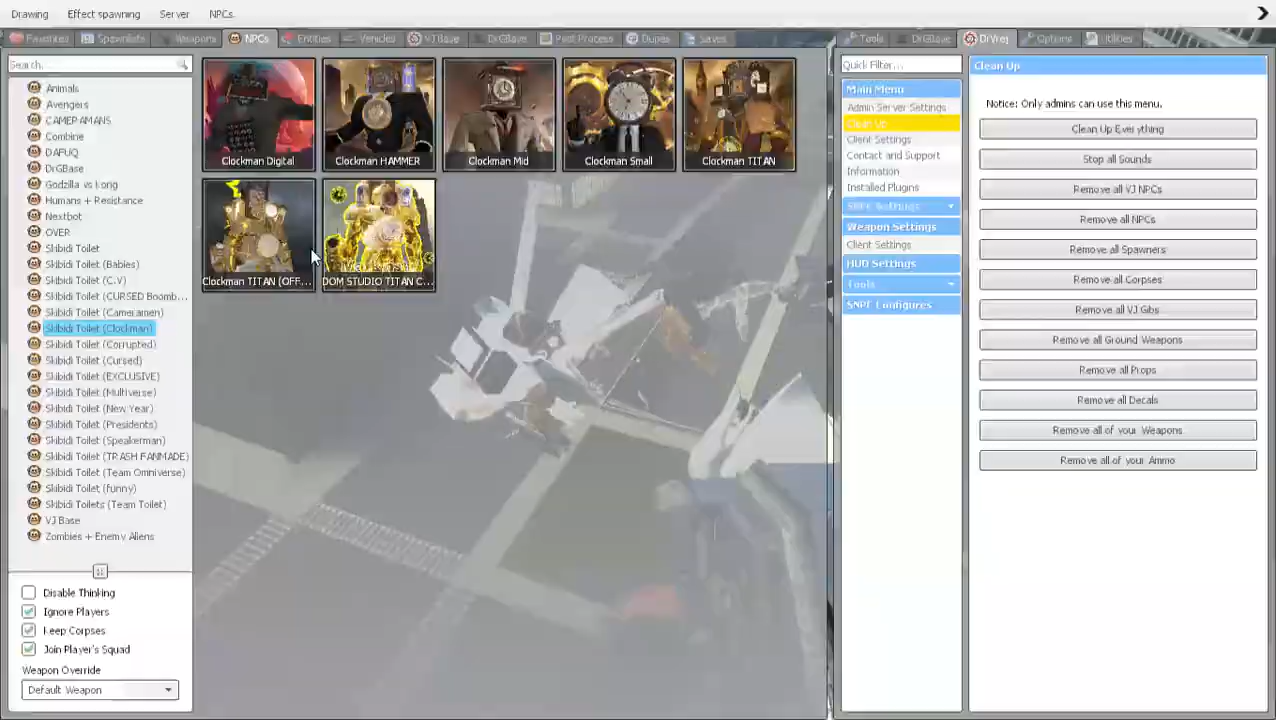 Drawing Effect spawning Server NPCs
Favorites Spawnlists Weapons NPCs Entities Vehicles VJ Base DrGBase Post Process Dupes Saves
Tools DrGBase DrVrej Options Utilities
Search...
Animals
Avengers
CAMERAMANS
Combine
DAFUQ
DrGBase
Godzilla vs Kong
Humans + Resistance
Nextbot
OVER
Skibidi Toilet
Skibidi Toilet (Babies)
Skibidi Toilet (C.V)
Skibidi Toilet (CURSED Boomb...
Skibidi Toilet (Cameramen)
Skibidi Toilet (Clockman)
Skibidi Toilet (Corrupted)
Skibidi Toilet (Cursed)
Skibidi Toilet (EXCLUSIVE)
Skibidi Toilet (Multiverse)
Skibidi Toilet (New Year)
Skibidi Toilet (Presidents)
Skibidi Toilet (Speakerman)
Skibidi Toilet (TRASH FANMADE)
Skibidi Toilet (Team Omniverse)
Skibidi Toilet (funny)
Skibidi Toilets (Team Toilet)
VJ Base
Zombies + Enemy Aliens
Disable Thinking
Ignore Players
Keep Corpses
Join Player's Squad
Weapon Override
Default Weapon
Clockman Digital
Clockman HAMMER
Clockman Mid
Clockman Small
Clockman TITAN
Clockman TITAN (OFF...
DOM STUDIO TITAN C...
Quick Filter...
Main Menu
Admin Server Settings
Clean Up
Client Settings
Contact and Support
Information
Installed Plugins
SNPC Settings
Weapon Settings
Client Settings
HUD Settings
Tools
SNPC Configures
Clean Up
Notice: Only admins can use this menu.
Clean Up Everything
Stop all Sounds
Remove all VJ NPCs
Remove all NPCs
Remove all Spawners
Remove all Corpses
Remove all VJ Gibs
Remove all Ground Weapons
Remove all Props
Remove all Decals
Remove all of your Weapons
Remove all of your Ammo